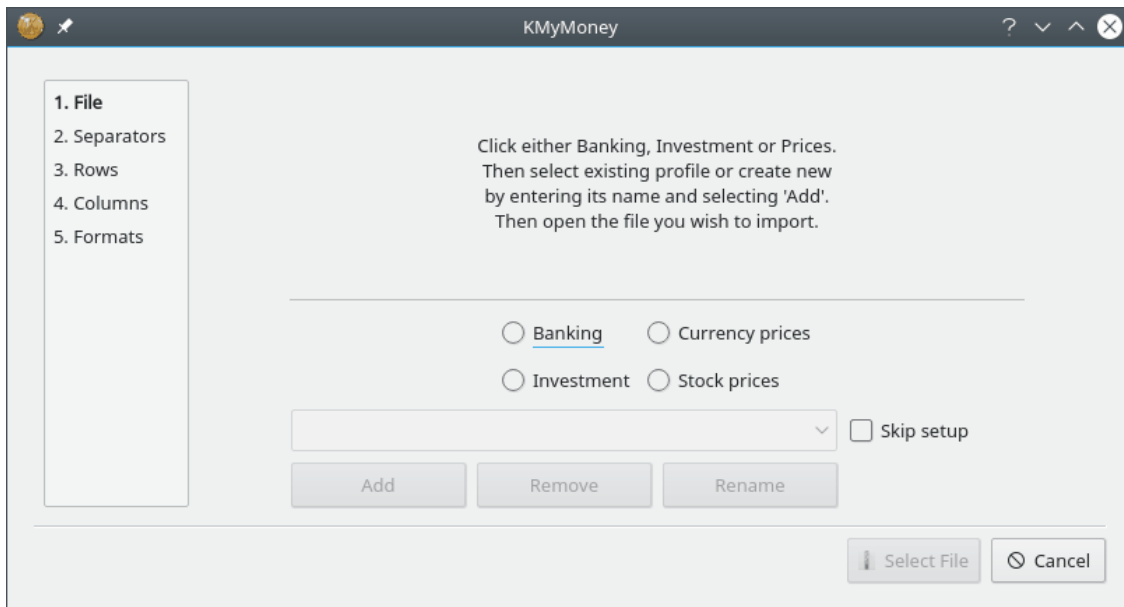 KMyMoney
1. File
2. Separators
3. Rows
4. Columns
5. Formats
Click either Banking, Investment or Prices.
Then select existing profile or create new
by entering its name and selecting 'Add'.
Then open the file you wish to import.
Banking Currency prices
Investment Stock prices
Skip setup
Add Remove Rename
Select File Cancel